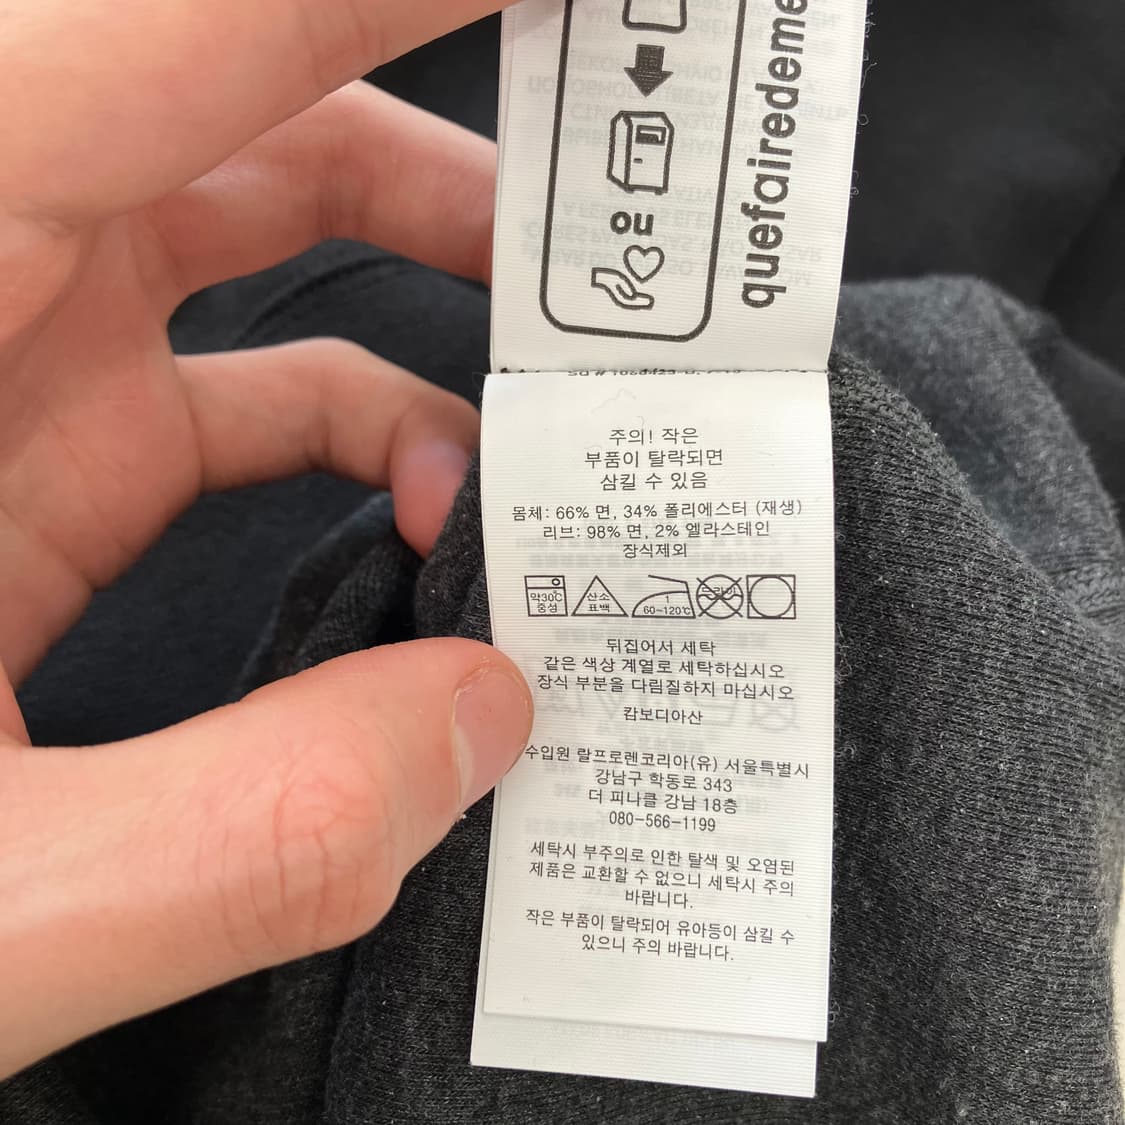 ou
quefairedeme
주의! 작은
부품이 탈락되면
삼킬 수 있음
몸체: 66% 면, 34% 폴리에스터 (재생)
리브: 98% 면, 2% 엘라스테인
장식제외
약30℃
중성
산소
표백
1
60~120℃
드라이
뒤집어서 세탁
같은 색상 계열로 세탁하십시오
장식 부분을 다림질하지 마십시오
캄보디아산
수입원 랄프로렌코리아(유) 서울특별시
강남구 학동로 343
더 피나클 강남 18층
080-566-1199
세탁시 부주의로 인한 탈색 및 오염된
제품은 교환할 수 없으니 세탁시 주의
바랍니다.
작은 부품이 탈락되어 유아등이 삼킬 수
있으니 주의 바랍니다.